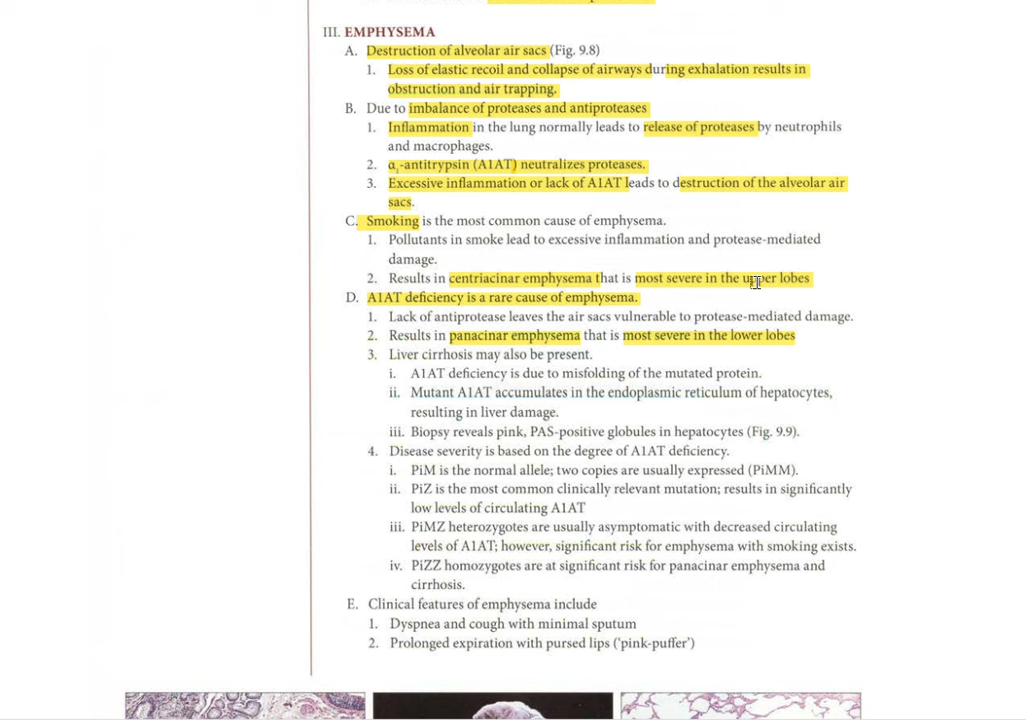 III. EMPHYSEMA
A. Destruction of alveolar air sacs (Fig. 9.8)
1. Loss of elastic recoil and collapse of airways during exhalation results in
obstruction and air trapping.
B. Due to imbalance of proteases and antiproteases
1. Inflammation in the lung normally leads to release of proteases by neutrophils
and macrophages.
2. α₁-antitrypsin (A1AT) neutralizes proteases.
3. Excessive inflammation or lack of A1AT leads to destruction of the alveolar air
sacs.
C. Smoking is the most common cause of emphysema.
1. Pollutants in smoke lead to excessive inflammation and protease-mediated
damage.
2. Results in centriacinar emphysema that is most severe in the upper lobes
D. A1AT deficiency is a rare cause of emphysema.
1. Lack of antiprotease leaves the air sacs vulnerable to protease-mediated damage.
2. Results in panacinar emphysema that is most severe in the lower lobes
3. Liver cirrhosis may also be present.
i. A1AT deficiency is due to misfolding of the mutated protein.
ii. Mutant A1AT accumulates in the endoplasmic reticulum of hepatocytes,
resulting in liver damage.
iii. Biopsy reveals pink, PAS-positive globules in hepatocytes (Fig. 9.9).
4. Disease severity is based on the degree of A1AT deficiency.
i. PiM is the normal allele; two copies are usually expressed (PiMM).
ii. PiZ is the most common clinically relevant mutation; results in significantly
low levels of circulating A1AT
iii. PiMZ heterozygotes are usually asymptomatic with decreased circulating
levels of A1AT; however, significant risk for emphysema with smoking exists.
iv. PiZZ homozygotes are at significant risk for panacinar emphysema and
cirrhosis.
E. Clinical features of emphysema include
1. Dyspnea and cough with minimal sputum
2. Prolonged expiration with pursed lips ('pink-puffer')